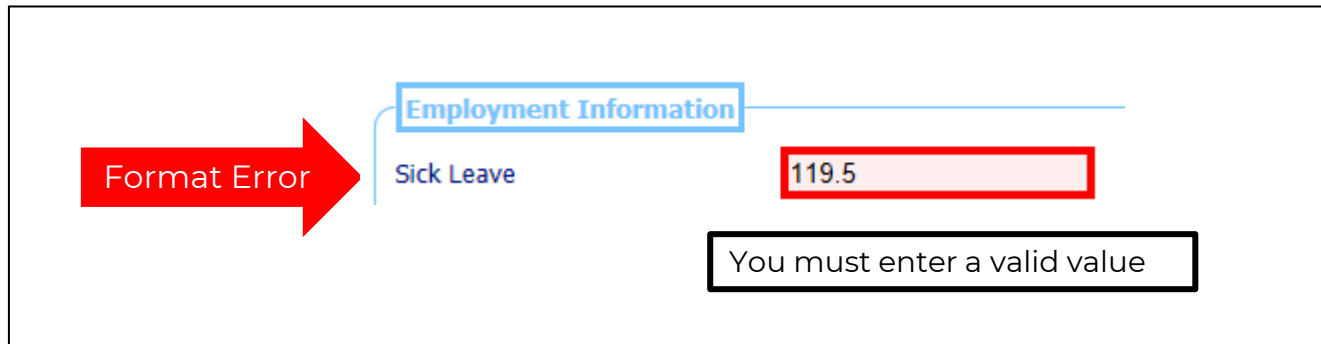 Employment Information
Format Error
Sick Leave
119.5
You must enter a valid value